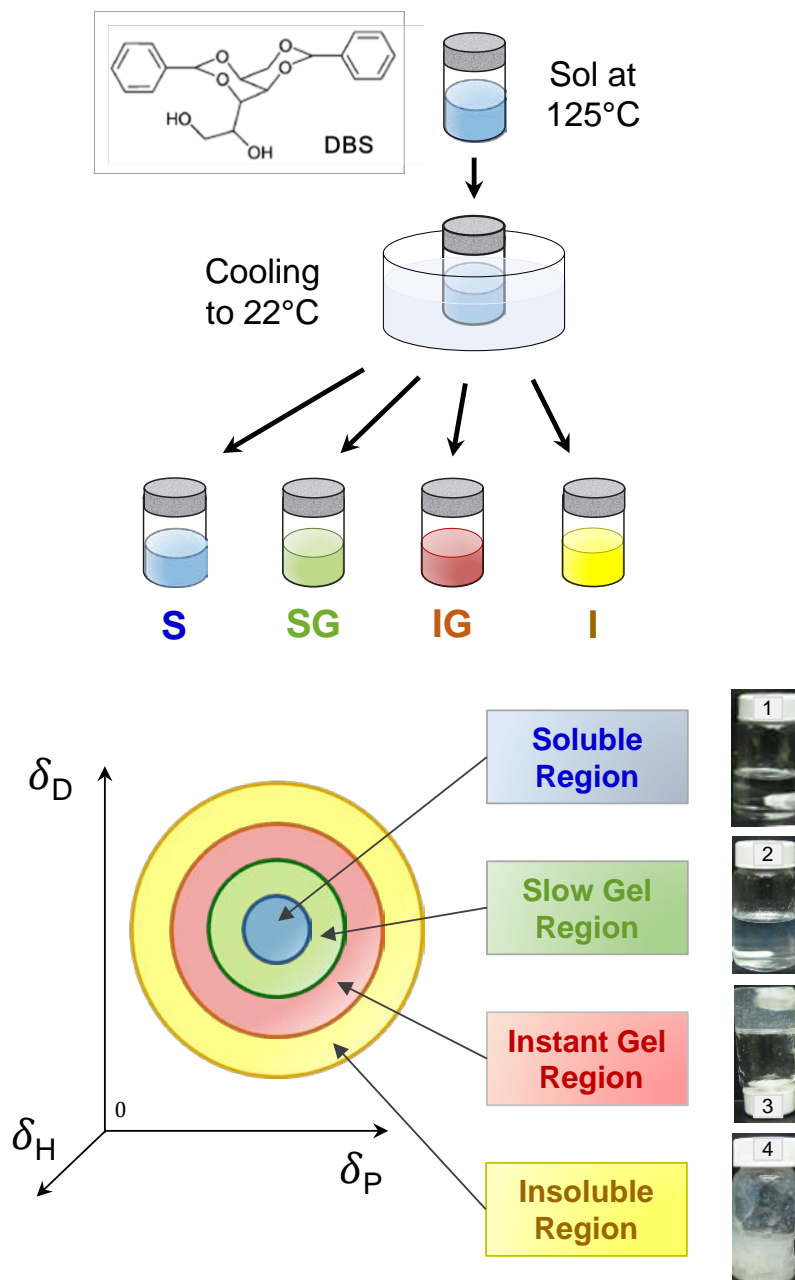 O
O
O
O
HO
OH
DBS
Sol at
125°C
Cooling
to 22°C
S
SG
IG
I
δD
δH
δP
0
Soluble
Region
1
Slow Gel
Region
2
Instant Gel
Region
3
Insoluble
Region
4